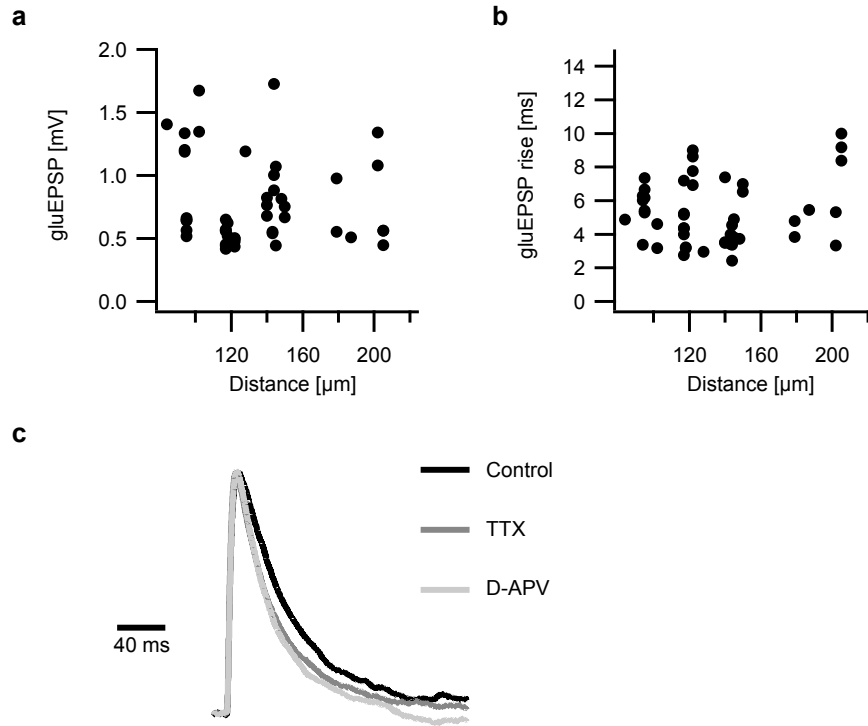 a
2.0
1.5
1.0
0.5
0.0
gluEPSP [mV]
120 160 200
Distance [µm]
b
14
12
10
8
6
4
2
0
gluEPSP rise [ms]
120 160 200
Distance [µm]
c
Control
TTX
D-APV
40 ms